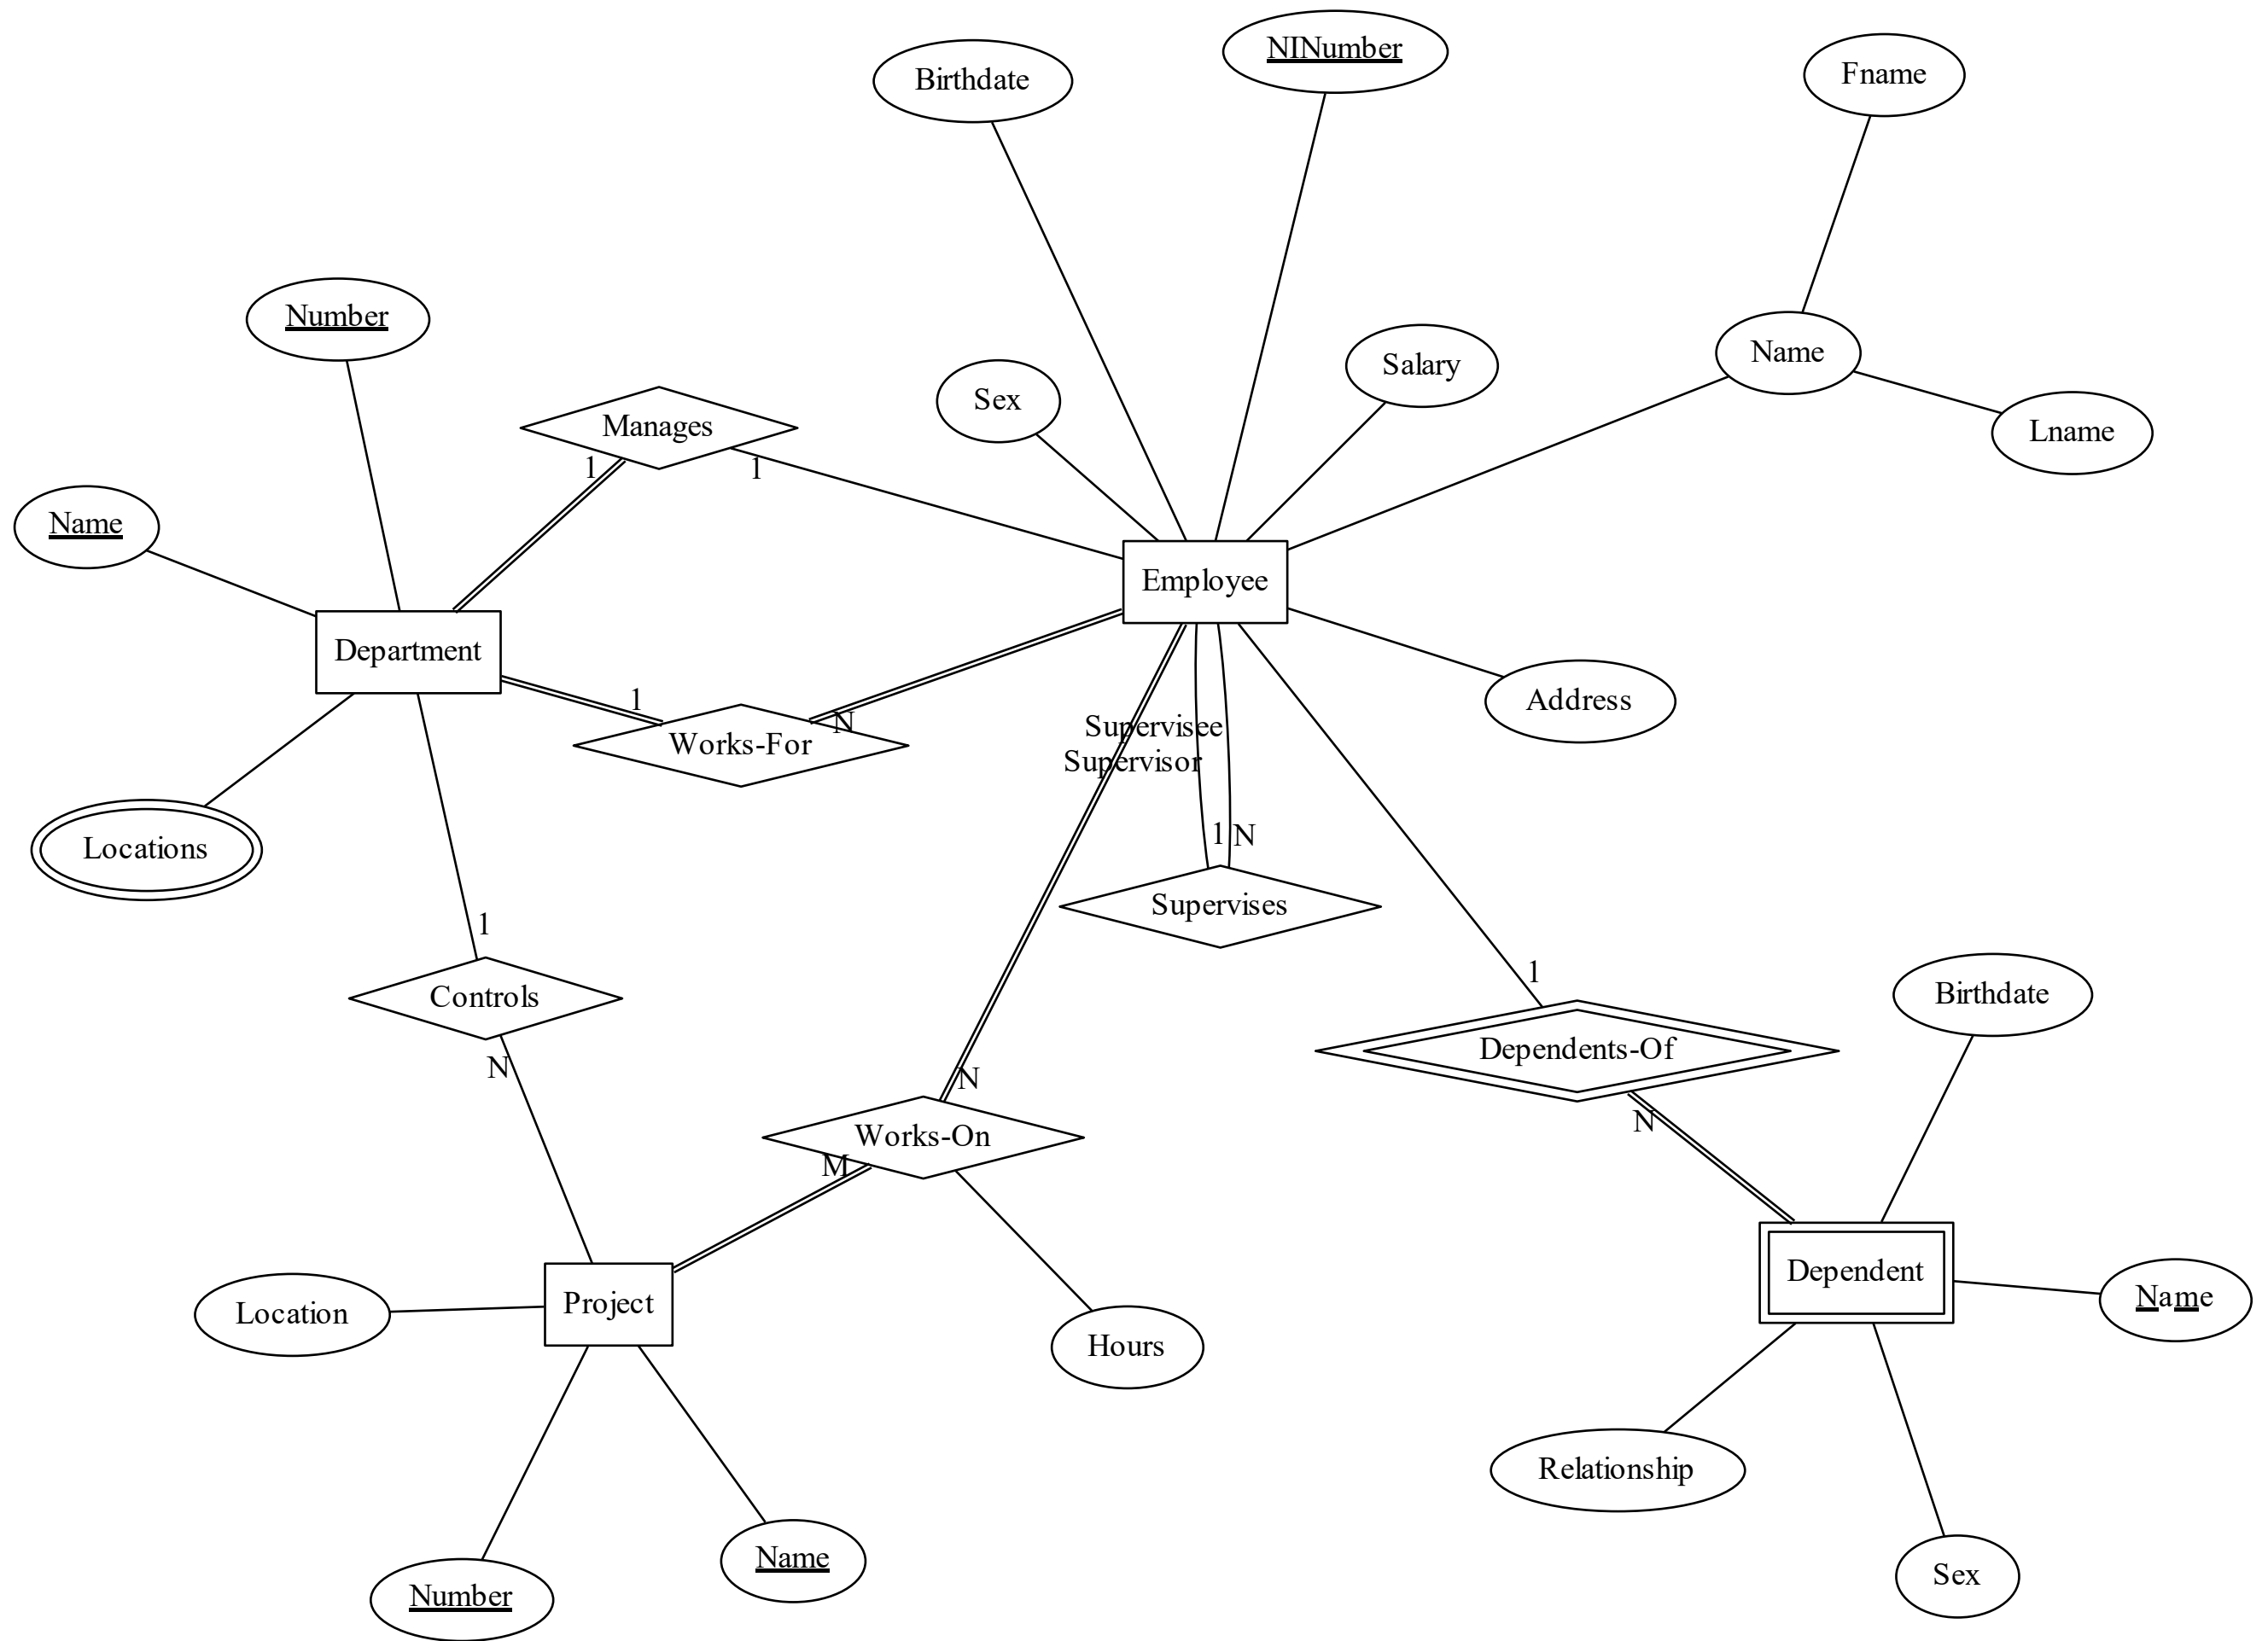 NINumber
Fname
Birthdate
Number
Name
Salary
Sex
Manages
Lname
1
1
Name
Employee
Department
1
Address
N
Supervisee
Works-For
Supervisor
1
N
Locations
Supervises
1
1
Birthdate
Controls
Dependents-Of
N
N
N
Works-On
M
Dependent
Name
Project
Location
Hours
Relationship
Name
Sex
Number